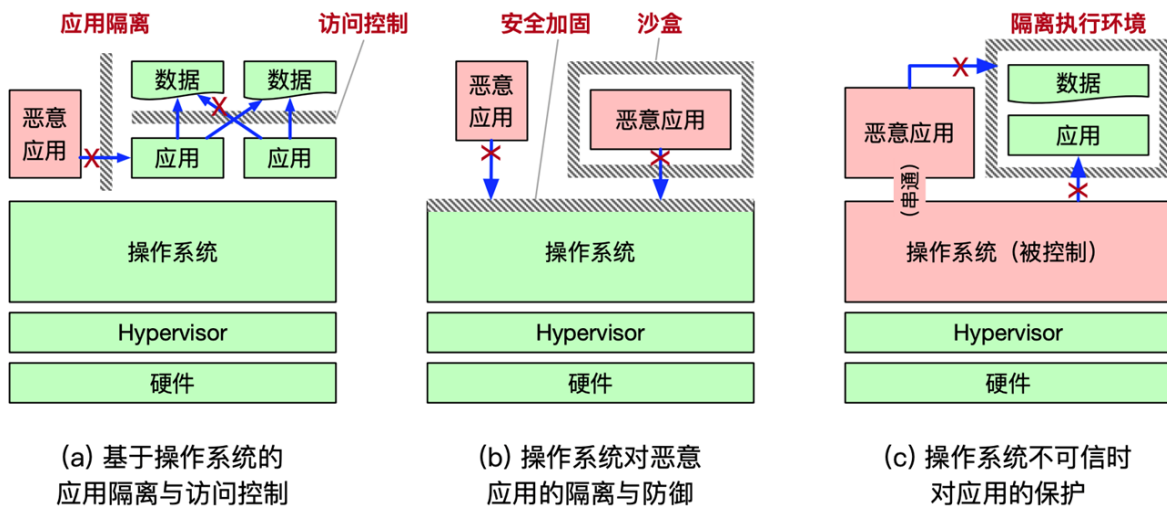 应用隔离
访问控制
数据
数据
恶意
应用
应用
应用
操作系统
Hypervisor
硬件
(a) 基于操作系统的
应用隔离与访问控制
安全加固
沙盒
恶意
应用
恶意应用
操作系统
Hypervisor
硬件
(b) 操作系统对恶意
应用的隔离与防御
隔离执行环境
数据
恶意应用
应用
(串通)
操作系统（被控制）
Hypervisor
硬件
(c) 操作系统不可信时
对应用的保护